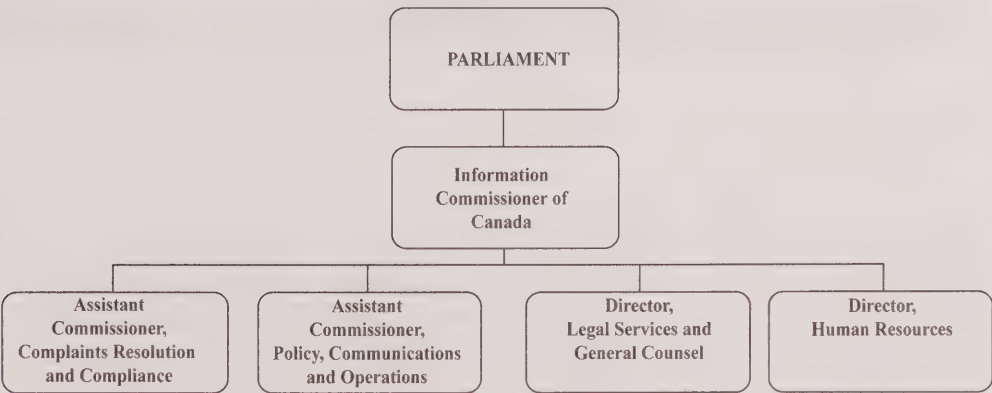 PARLIAMENT
Information
Commissioner of
Canada
Assistant
Commissioner,
Complaints Resolution
and Compliance
Assistant
Commissioner,
Policy, Communications
and Operations
Director,
Legal Services and
General Counsel
Director,
Human Resources